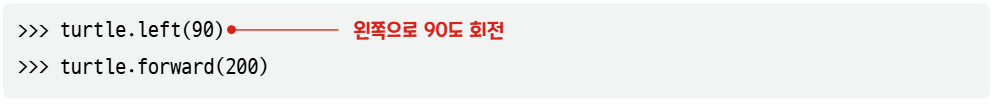 >>> turtle.left(90) 왼쪽으로 90도 회전
>>> turtle.forward(200)